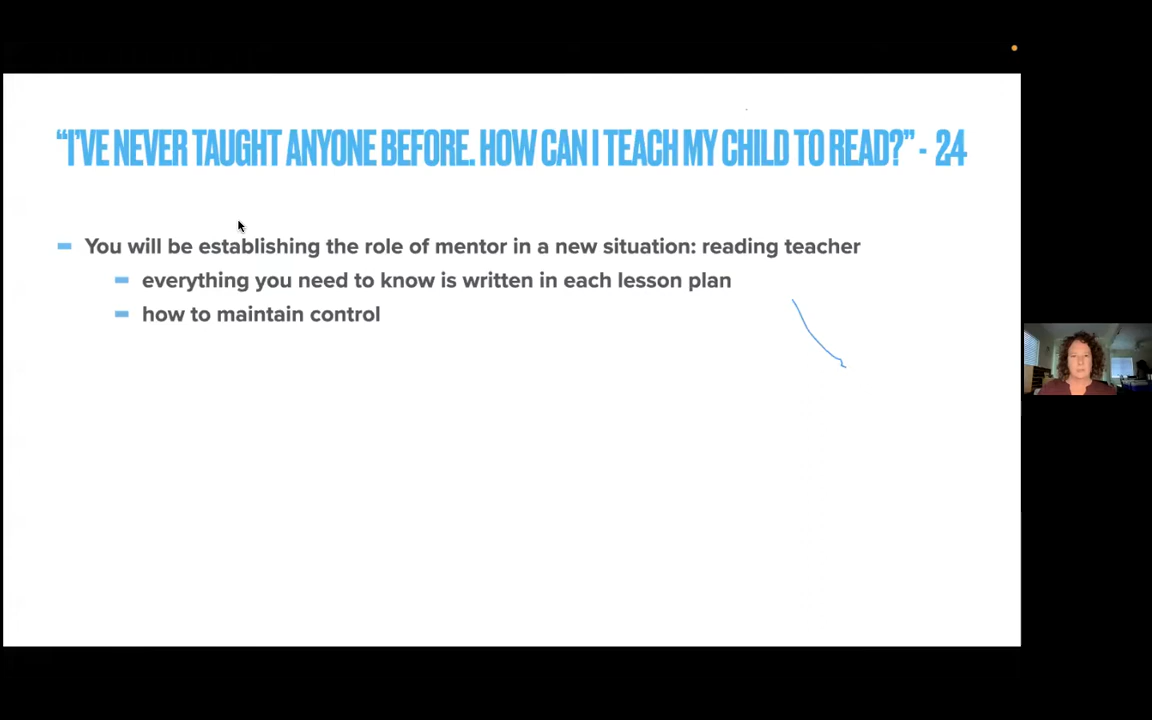 “I’VE NEVER TAUGHT ANYONE BEFORE. HOW CAN I TEACH MY CHILD TO READ?” - 24
You will be establishing the role of mentor in a new situation: reading teacher
everything you need to know is written in each lesson plan
how to maintain control